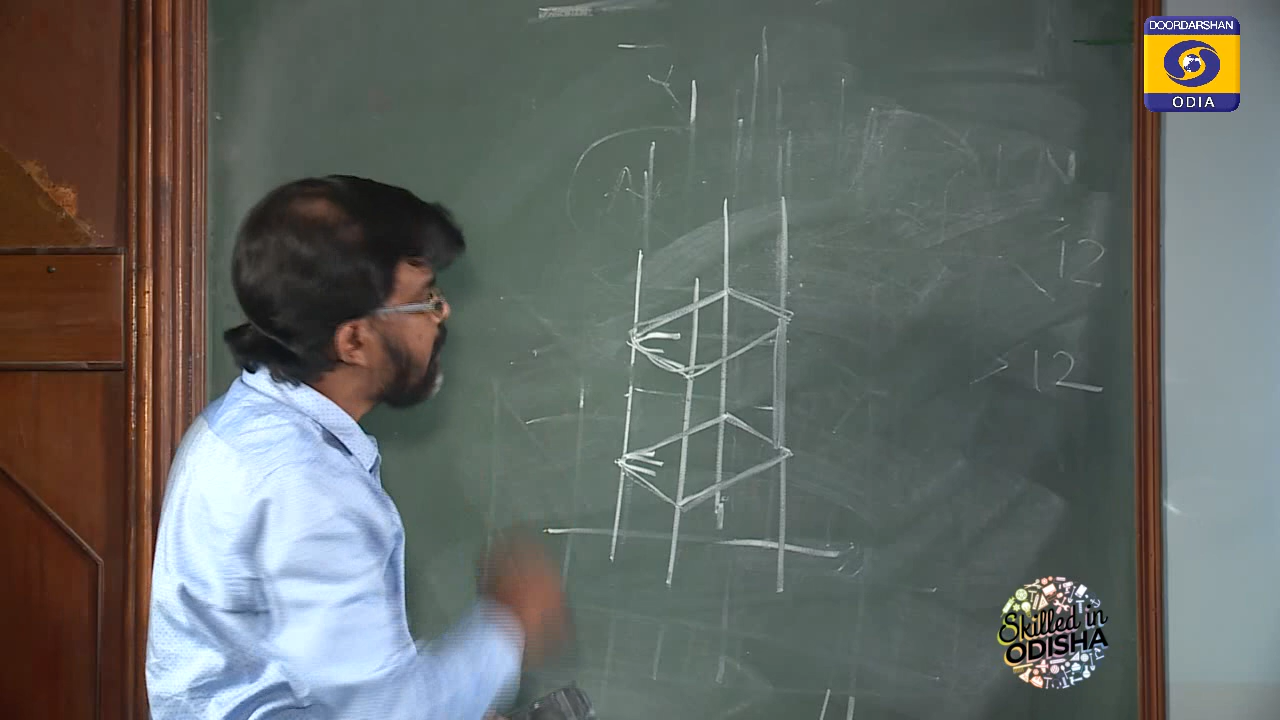 DOORDARSHAN
ODIA
12
> 12
Skilled in
ODISHA